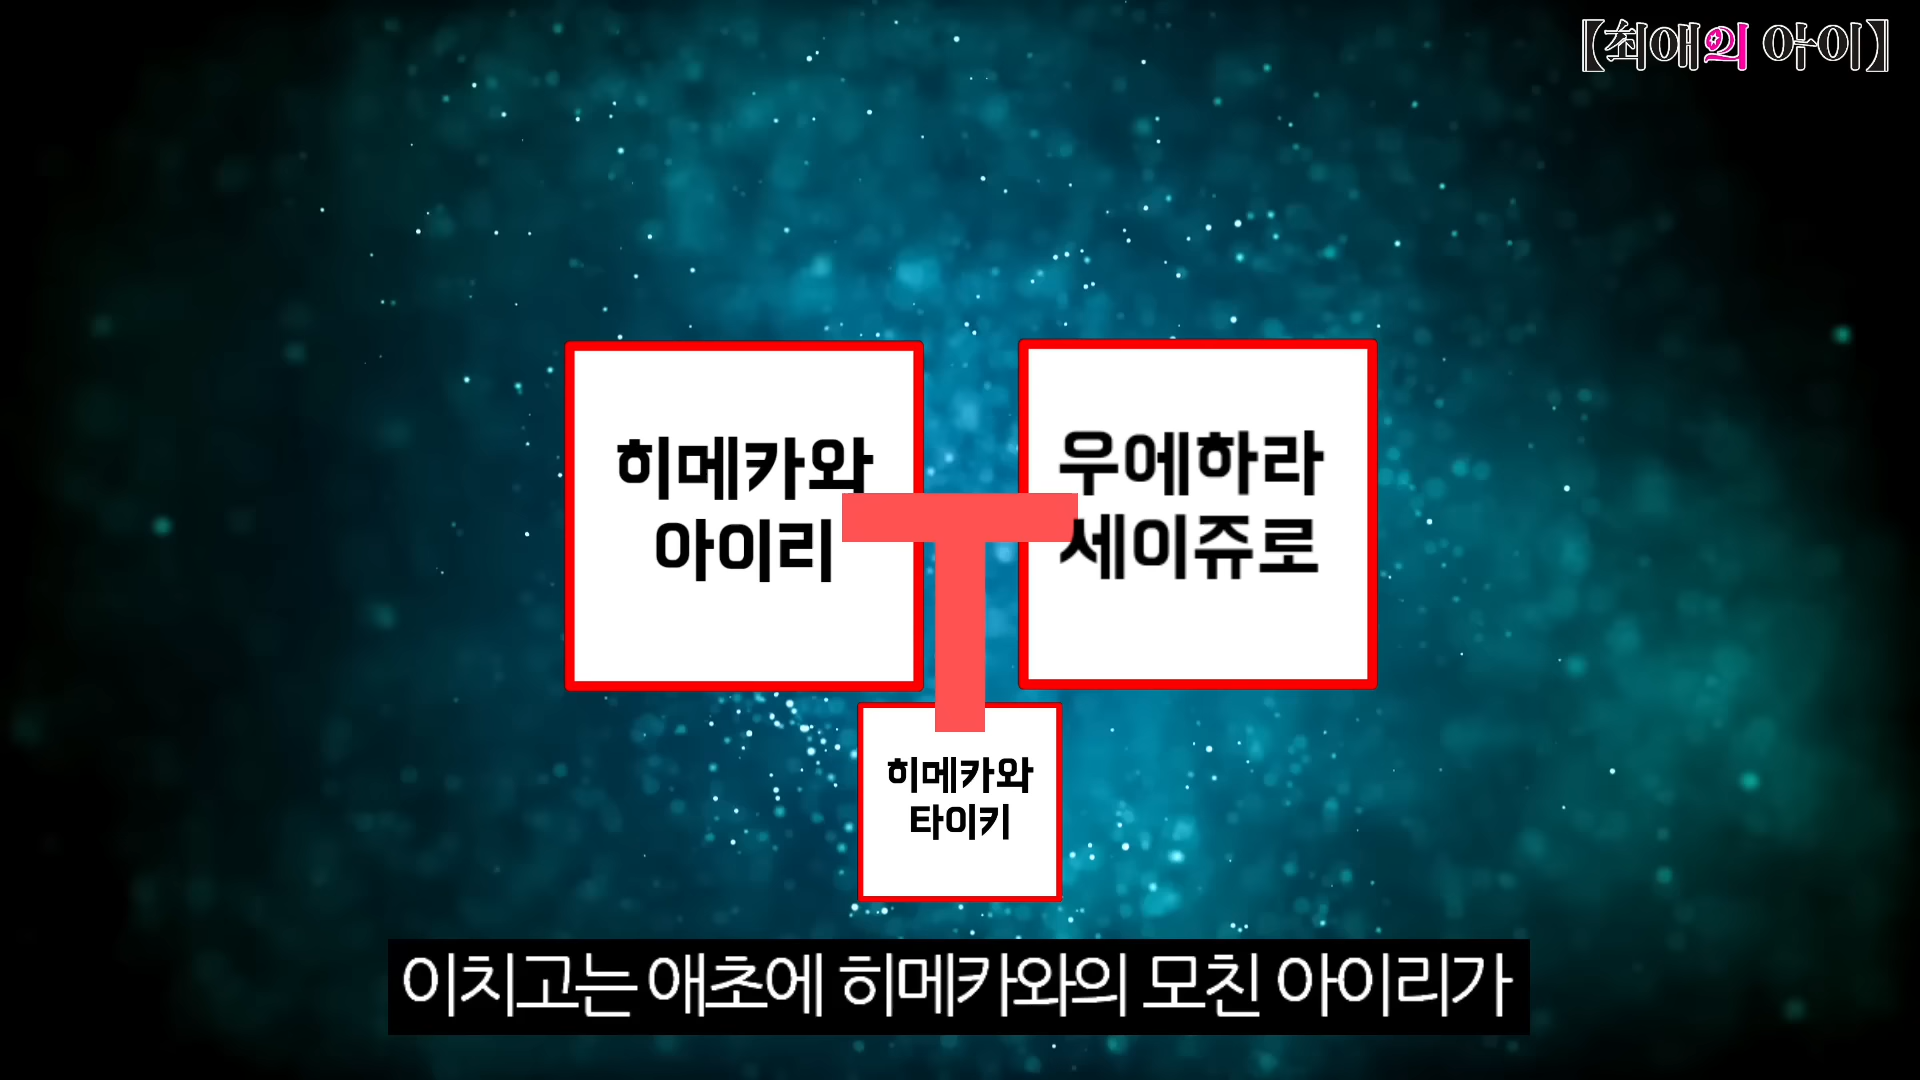 【최애의 아이】
히메카와
아이리
우에하라
세이쥬로
히메카와
타이키
이치고는 애초에 히메카와의 모친 아이리가